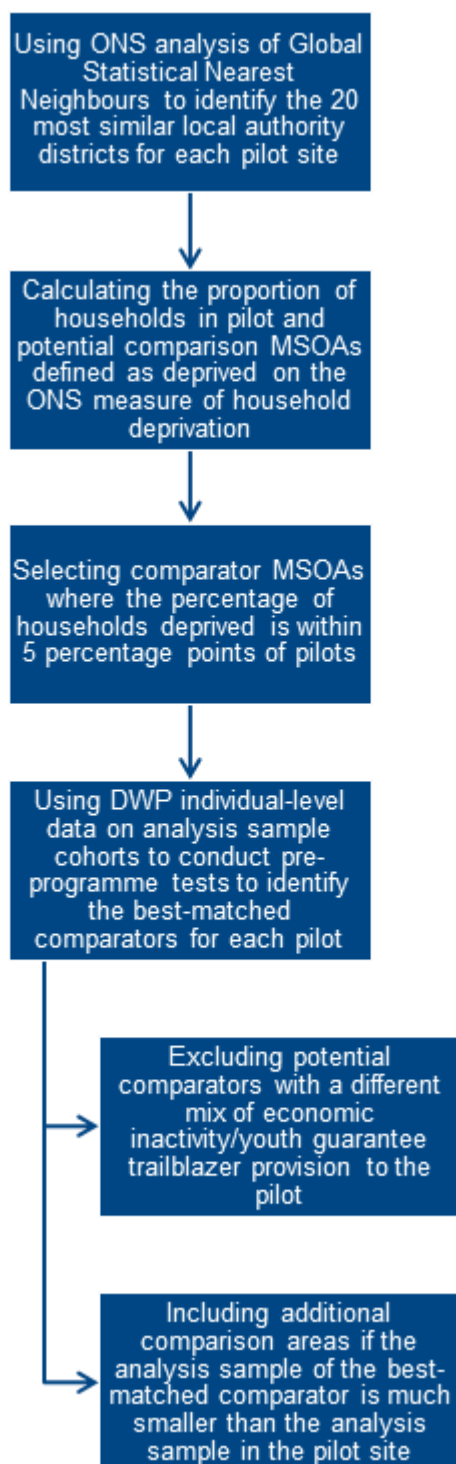 Using ONS analysis of Global
Statistical Nearest
Neighbours to identify the 20
most similar local authority
districts for each pilot site
Calculating the proportion of
households in pilot and
potential comparison MSOAs
defined as deprived on the
ONS measure of household
deprivation
Selecting comparator MSOAs
where the percentage of
households deprived is within
5 percentage points of pilots
Using DWP individual-level
data on analysis sample
cohorts to conduct pre-
programme tests to identify
the best-matched
comparators for each pilot
Excluding potential
comparators with a different
mix of economic
inactivity/youth guarantee
trailblazer provision to the
pilot
Including additional
comparison areas if the
analysis sample of the best-
matched comparator is much
smaller than the analysis
sample in the pilot site